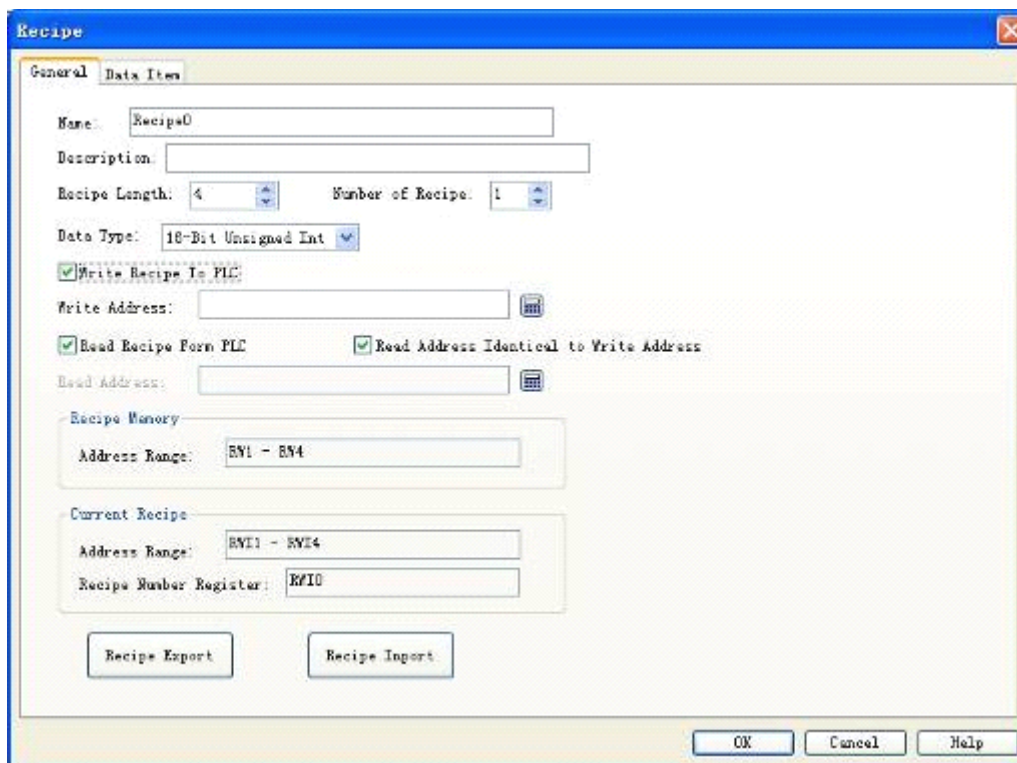 Recipe
General Data Item
Name: Recipe0
Description:
Recipe Length: 4 Number of Recipe: 1
Data Type: 16-Bit Unsigned Int
Write Recipe To PLC
Write Address:
Read Recipe Form PLC Read Address Identical to Write Address
Read Address:
Recipe Memory
Address Range: RW1 - RW4
Current Recipe
Address Range: RWI1 - RWI4
Recipe Number Register: RWI0
Recipe Export Recipe Inport
OK Cancel Help